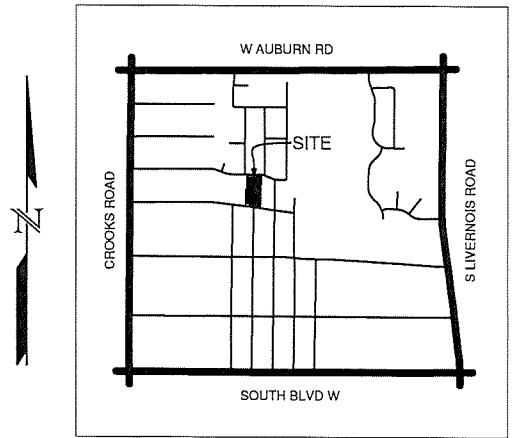 W AUBURN RD
SITE
CROOKS ROAD
S LIVERNOIS ROAD
N
SOUTH BLVD W